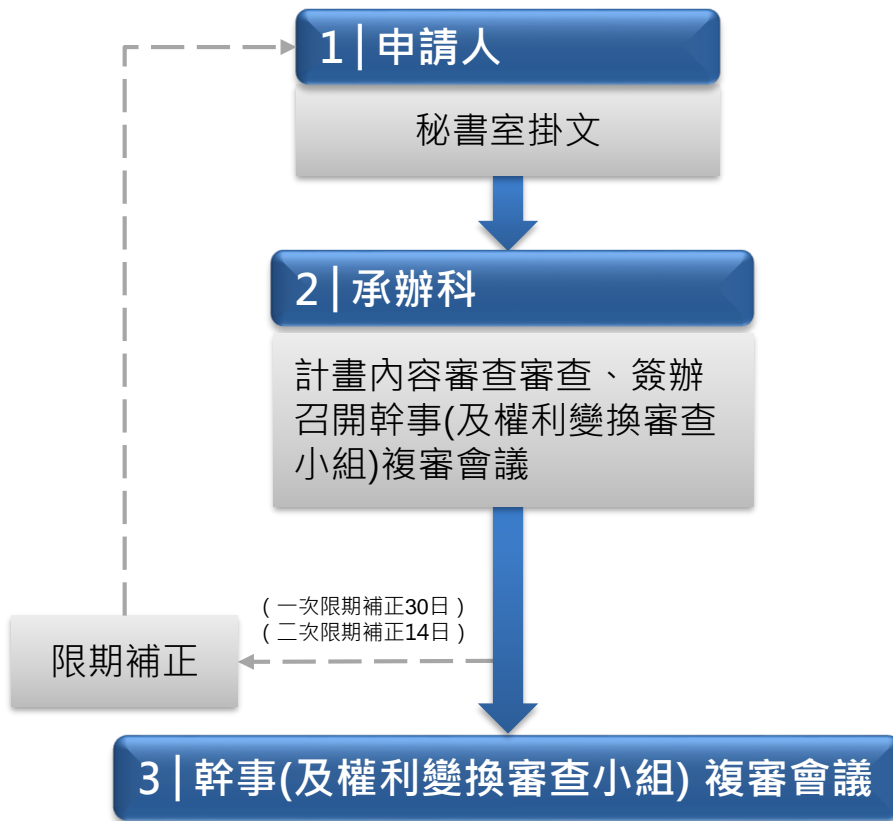 1│申請人
秘書室掛文
2│承辦科
計畫內容審查審查、簽辦
召開幹事(及權利變換審查
小組)複審會議
(一次限期補正30日)
(二次限期補正14日)
限期補正
3│幹事(及權利變換審查小組) 複審會議